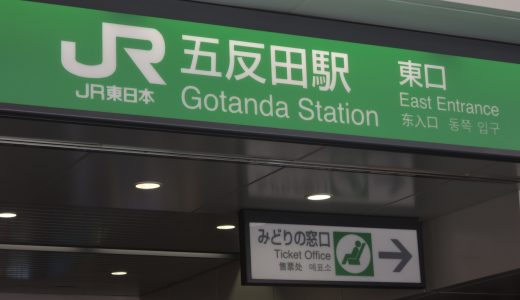 JR
JR東日本
五反田駅
Gotanda Station
東口
East Entrance
东入口 동쪽 입구
みどりの窓口
Ticket Office
售票处 매표소